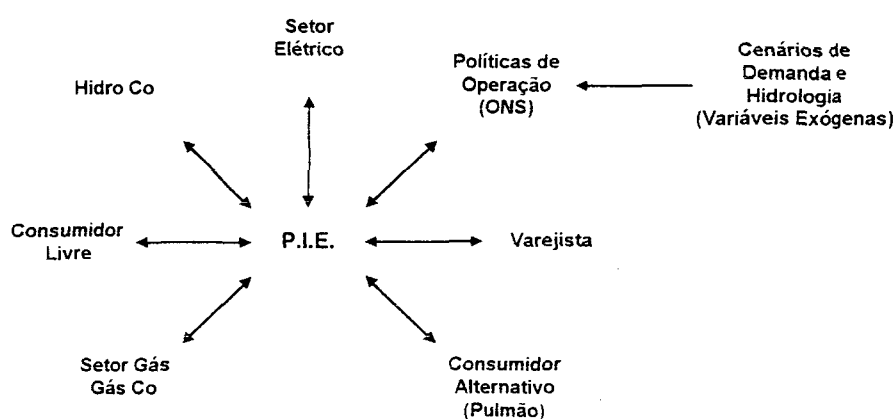 Setor
Elétrico
Políticas de
Operação
(ONS)
Cenários de
Demanda e
Hidrologia
(Variáveis Exógenas)
Hidro Co
Consumidor
Livre
P.I.E.
Varejista
Setor Gás
Gás Co
Consumidor
Alternativo
(Pulmão)